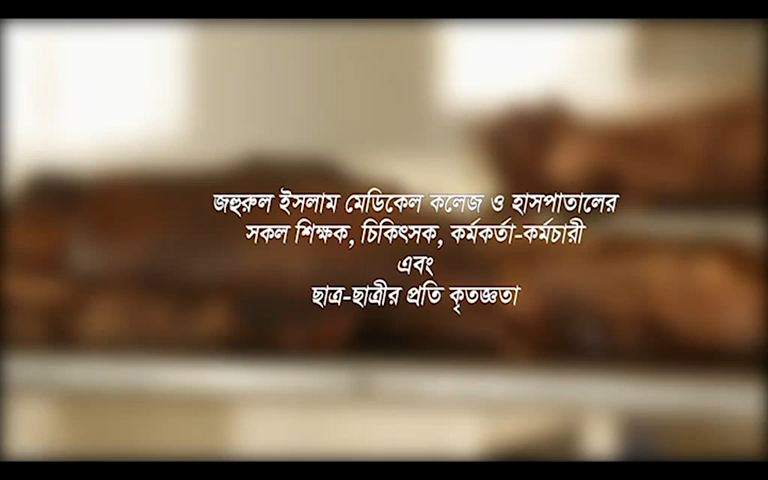 জহুরুল ইসলাম মেডিকেল কলেজ ও হাসপাতালের
সকল শিক্ষক, চিকিৎসক, কর্মকর্তা-কর্মচারী
এবং
ছাত্র-ছাত্রীর প্রতি কৃতজ্ঞতা